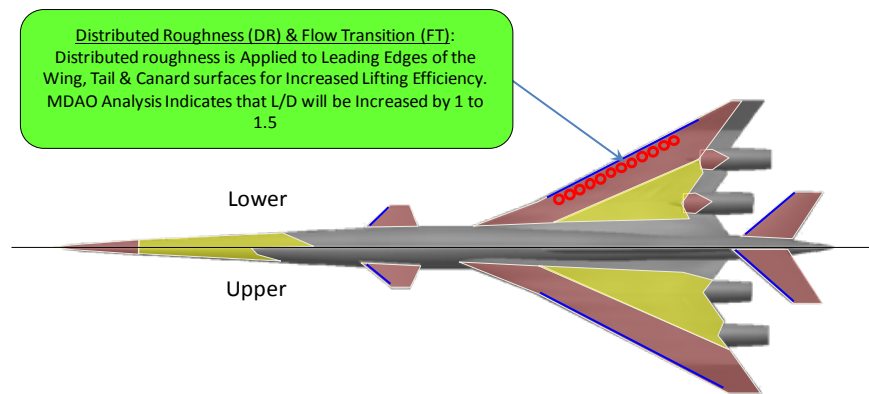 Distributed Roughness (DR) & Flow Transition (FT):
Distributed roughness is Applied to Leading Edges of the
Wing, Tail & Canard surfaces for Increased Lifting Efficiency.
MDAO Analysis Indicates that L/D will be Increased by 1 to
1.5
Lower
Upper